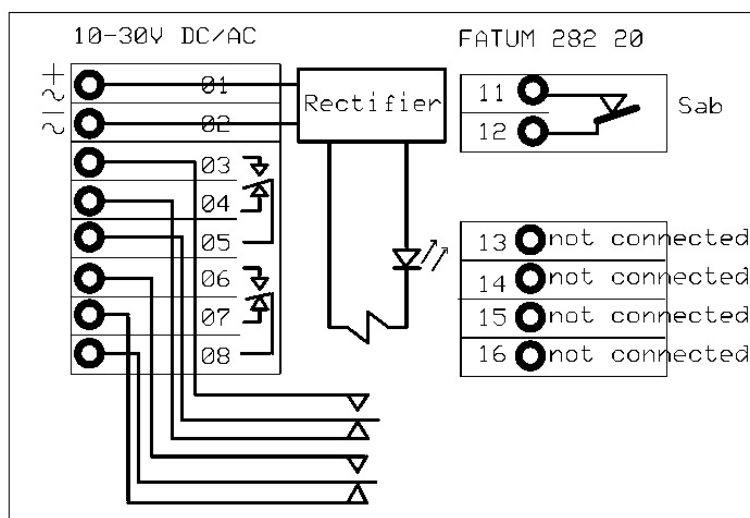 10-30V DC/AC
FATUM 282 20
01
02
03
04
05
06
07
08
Rectifier
11
12
Sab
13 not connected
14 not connected
15 not connected
16 not connected